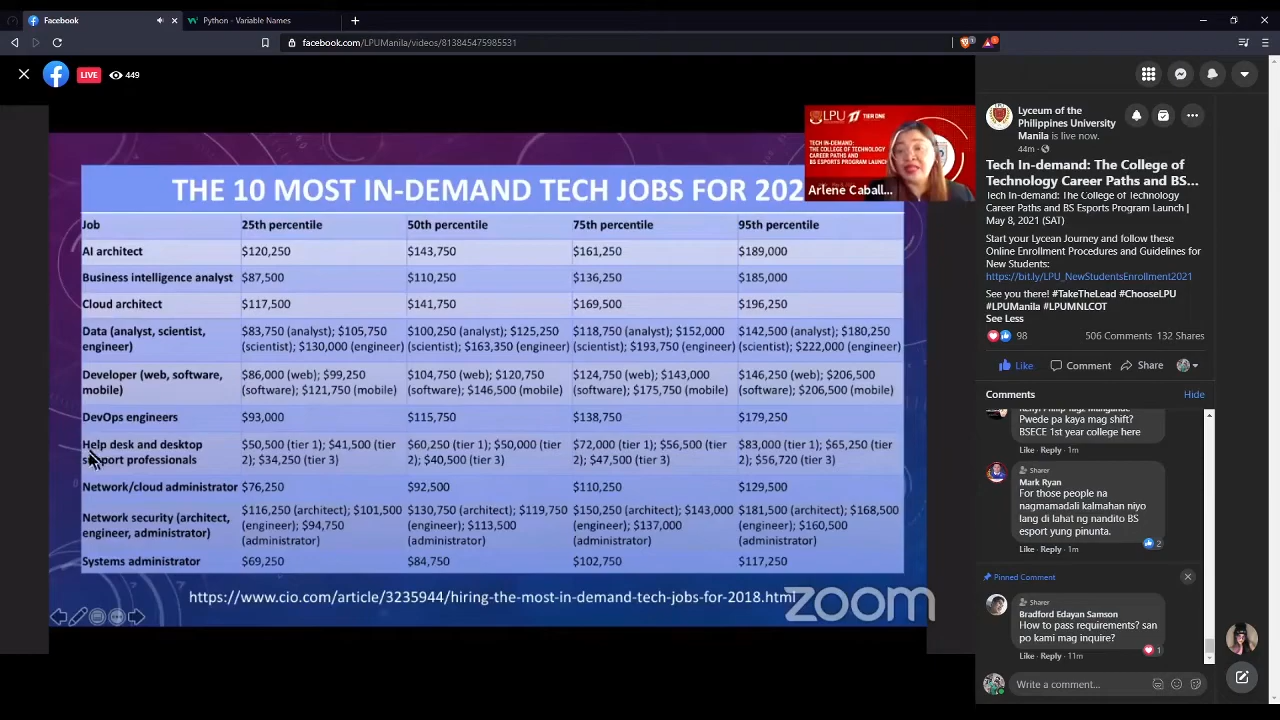 Facebook
Python - Variable Names
facebook.com/LPUManila/videos/813845475985531
LIVE
449
LPU
TIER ONE
TECH IN-DEMAND:
THE COLLEGE OF TECHNOLOGY
CAREER PATHS AND
BS ESPORTS PROGRAM LAUNCH
Arlene Caball...
THE 10 MOST IN-DEMAND TECH JOBS FOR 202
Job 25th percentile 50th percentile 75th percentile 95th percentile
AI architect $120,250 $143,750 $161,250 $189,000
Business intelligence analyst $87,500 $110,250 $136,250 $185,000
Cloud architect $117,500 $141,750 $169,500 $196,250
Data (analyst, scientist, $83,750 (analyst); $105,750 $100,250 (analyst); $125,250 $118,750 (analyst); $152,000 $142,500 (analyst); $180,250
engineer) (scientist); $130,000 (engineer) (scientist); $163,350 (engineer) (scientist); $193,750 (engineer) (scientist); $222,000 (engineer)
Developer (web, software, $86,000 (web); $99,250 $104,750 (web); $120,750 $124,750 (web); $143,000 $146,250 (web); $206,500
mobile) (software); $121,750 (mobile) (software); $146,500 (mobile) (software); $175,750 (mobile) (software); $206,500 (mobile)
DevOps engineers $93,000 $115,750 $138,750 $179,250
Help desk and desktop $50,500 (tier 1); $41,500 (tier $60,250 (tier 1); $50,000 (tier $72,000 (tier 1); $56,500 (tier $83,000 (tier 1); $65,250 (tier
support professionals 2); $34,250 (tier 3) 2); $40,500 (tier 3) 2); $47,500 (tier 3) 2); $56,720 (tier 3)
Network/cloud administrator $76,250 $92,500 $110,250 $129,500
Network security (architect, $116,250 (architect); $101,500 $130,750 (architect); $119,750 $150,250 (architect); $143,000 $181,500 (architect); $168,500
engineer, administrator) (engineer); $94,750 (engineer); $113,500 (engineer); $137,000 (engineer); $160,500
(administrator) (administrator) (administrator) (administrator)
Systems administrator $69,250 $84,750 $102,750 $117,250
https://www.cio.com/article/3235944/hiring-the-most-in-demand-tech-jobs-for-2018.html
zoom
Lyceum of the
Philippines University
Manila is live now.
44m ·
Tech In-demand: The College of
Technology Career Paths and BS...
Tech In-demand: The College of Technology
Career Paths and BS Esports Program Launch |
May 8, 2021 (SAT)
Start your Lycean Journey and follow these
Online Enrollment Procedures and Guidelines for
New Students:
https://bit.ly/LPU_NewStudentsEnrollment2021
See you there! #TakeTheLead #ChooseLPU
#LPUManila #LPUMNLCOT
See Less
98 506 Comments 132 Shares
Like Comment Share
Comments Hide
Pwede pa kaya mag shift?
BSECE 1st year college here
Like · Reply · 1m
Sharer
Mark Ryan
For those people na
nagmamadali kalmahan niyo
lang di lahat ng nandito BS
esport yung pinunta.
2
Like · Reply · 1m
Pinned Comment
Sharer
Bradford Edayan Samson
How to pass requirements? san
po kami mag inquire?
1
Like · Reply · 11m
Write a comment...